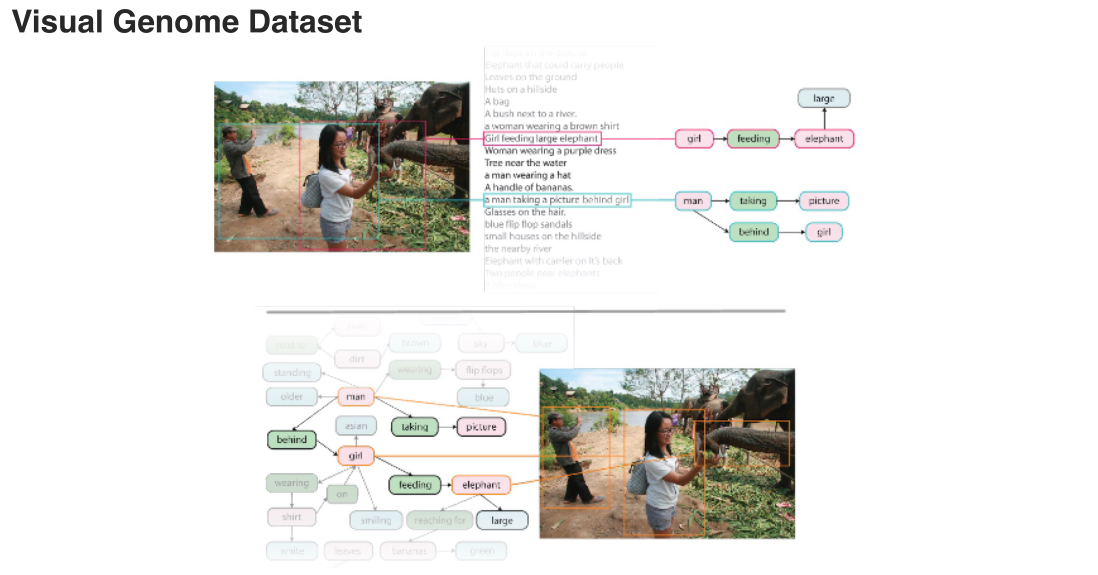 Visual Genome Dataset
Elephant that could carry people
Leaves on the ground
Huts on a hillside
A bag
A bush next to a river.
a woman wearing a brown shirt
Girl feeding large elephant
Woman wearing a purple dress
Tree near the water
a man wearing a hat
A handle of bananas.
a man taking a picture behind girl
Glasses on the hair.
blue flip flop sandals
small houses on the hillside
the nearby river
Elephant with carrier on it's back
Two people near elephants
large
girl feeding elephant
man taking picture
behind girl
brown sky blue
dirt
standing wearing flip flops
older man blue
asian taking picture
behind
girl
wearing feeding elephant
on
shirt smiling reaching for large
white leaves bananas green